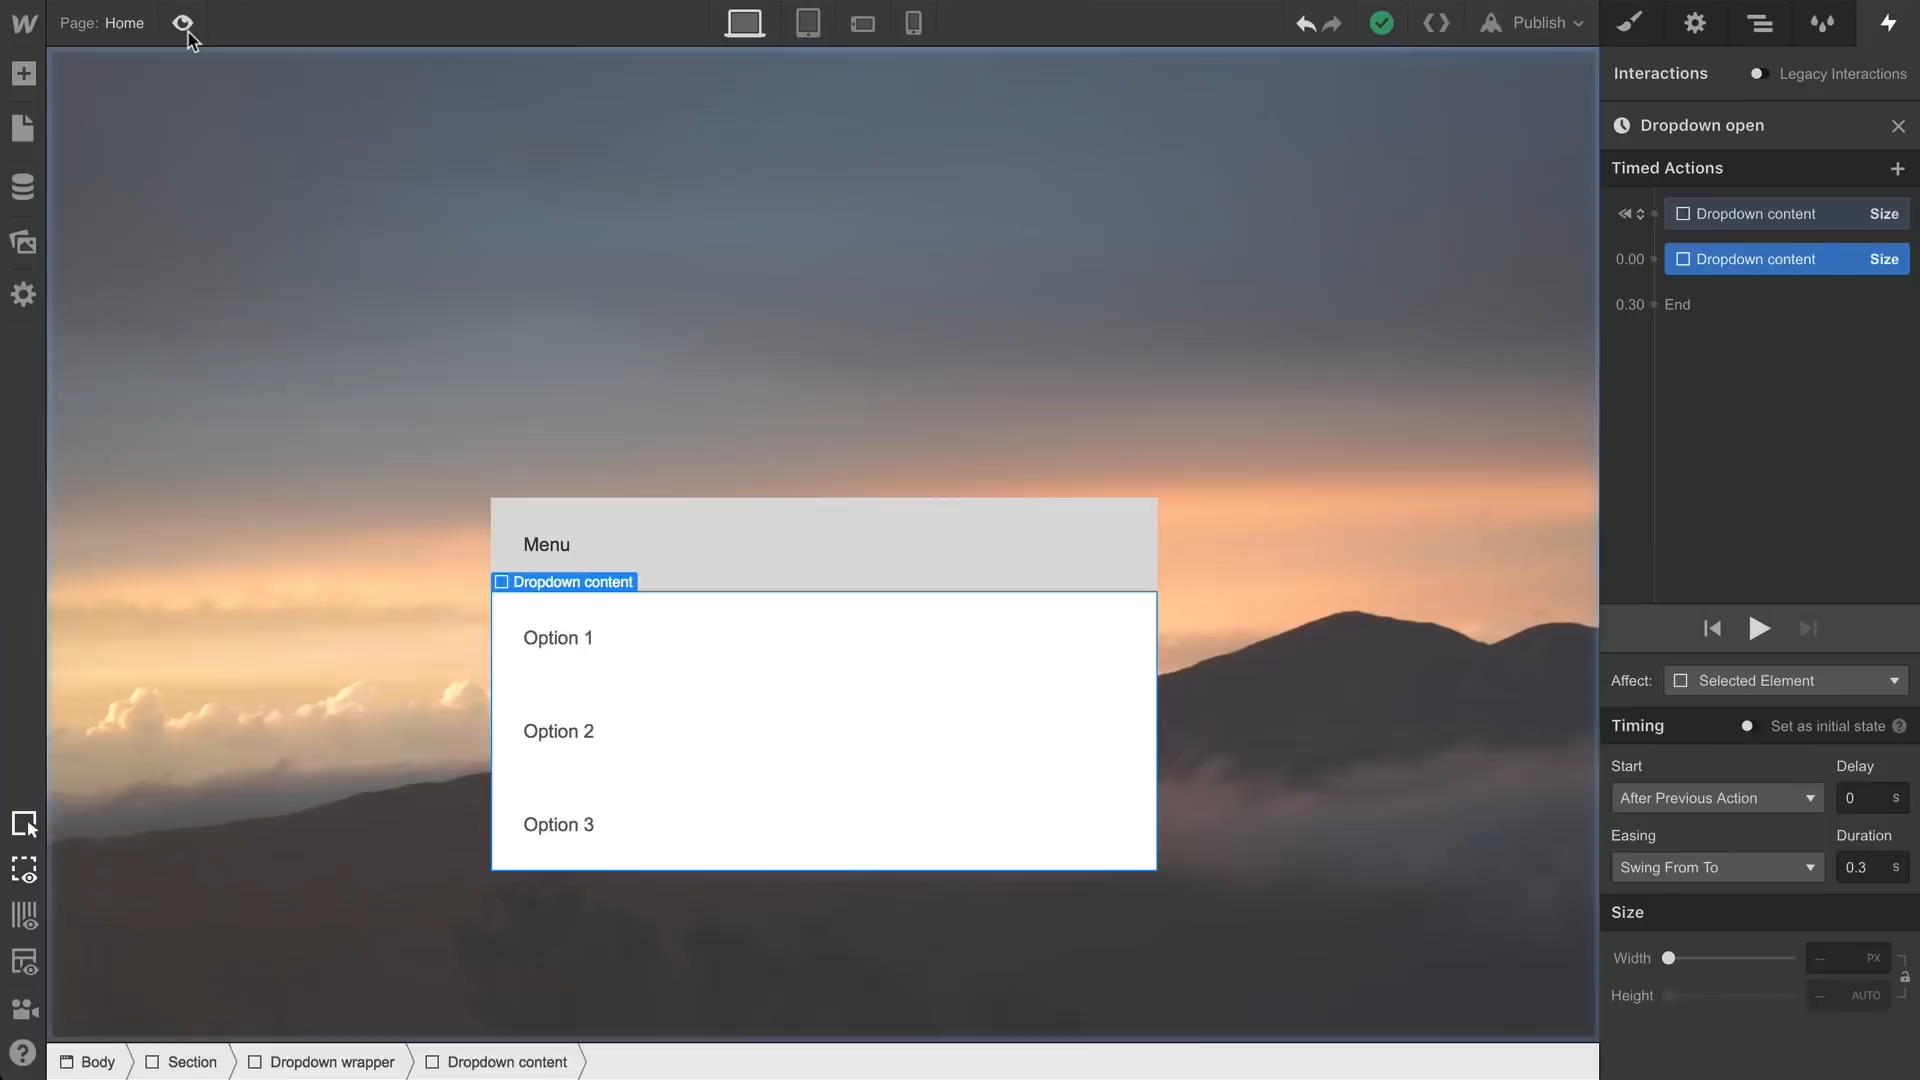 Page: Home
Publish
Interactions
Legacy Interactions
Dropdown open
Timed Actions
Dropdown content Size
0.00 Dropdown content Size
0.30 End
Menu
Dropdown content
Option 1
Option 2
Option 3
Affect: Selected Element
Timing Set as initial state ?
Start Delay
After Previous Action 0 S
Easing Duration
Swing From To 0.3 S
Size
Width -- PX
Height – AUTO
Body Section Dropdown wrapper Dropdown content